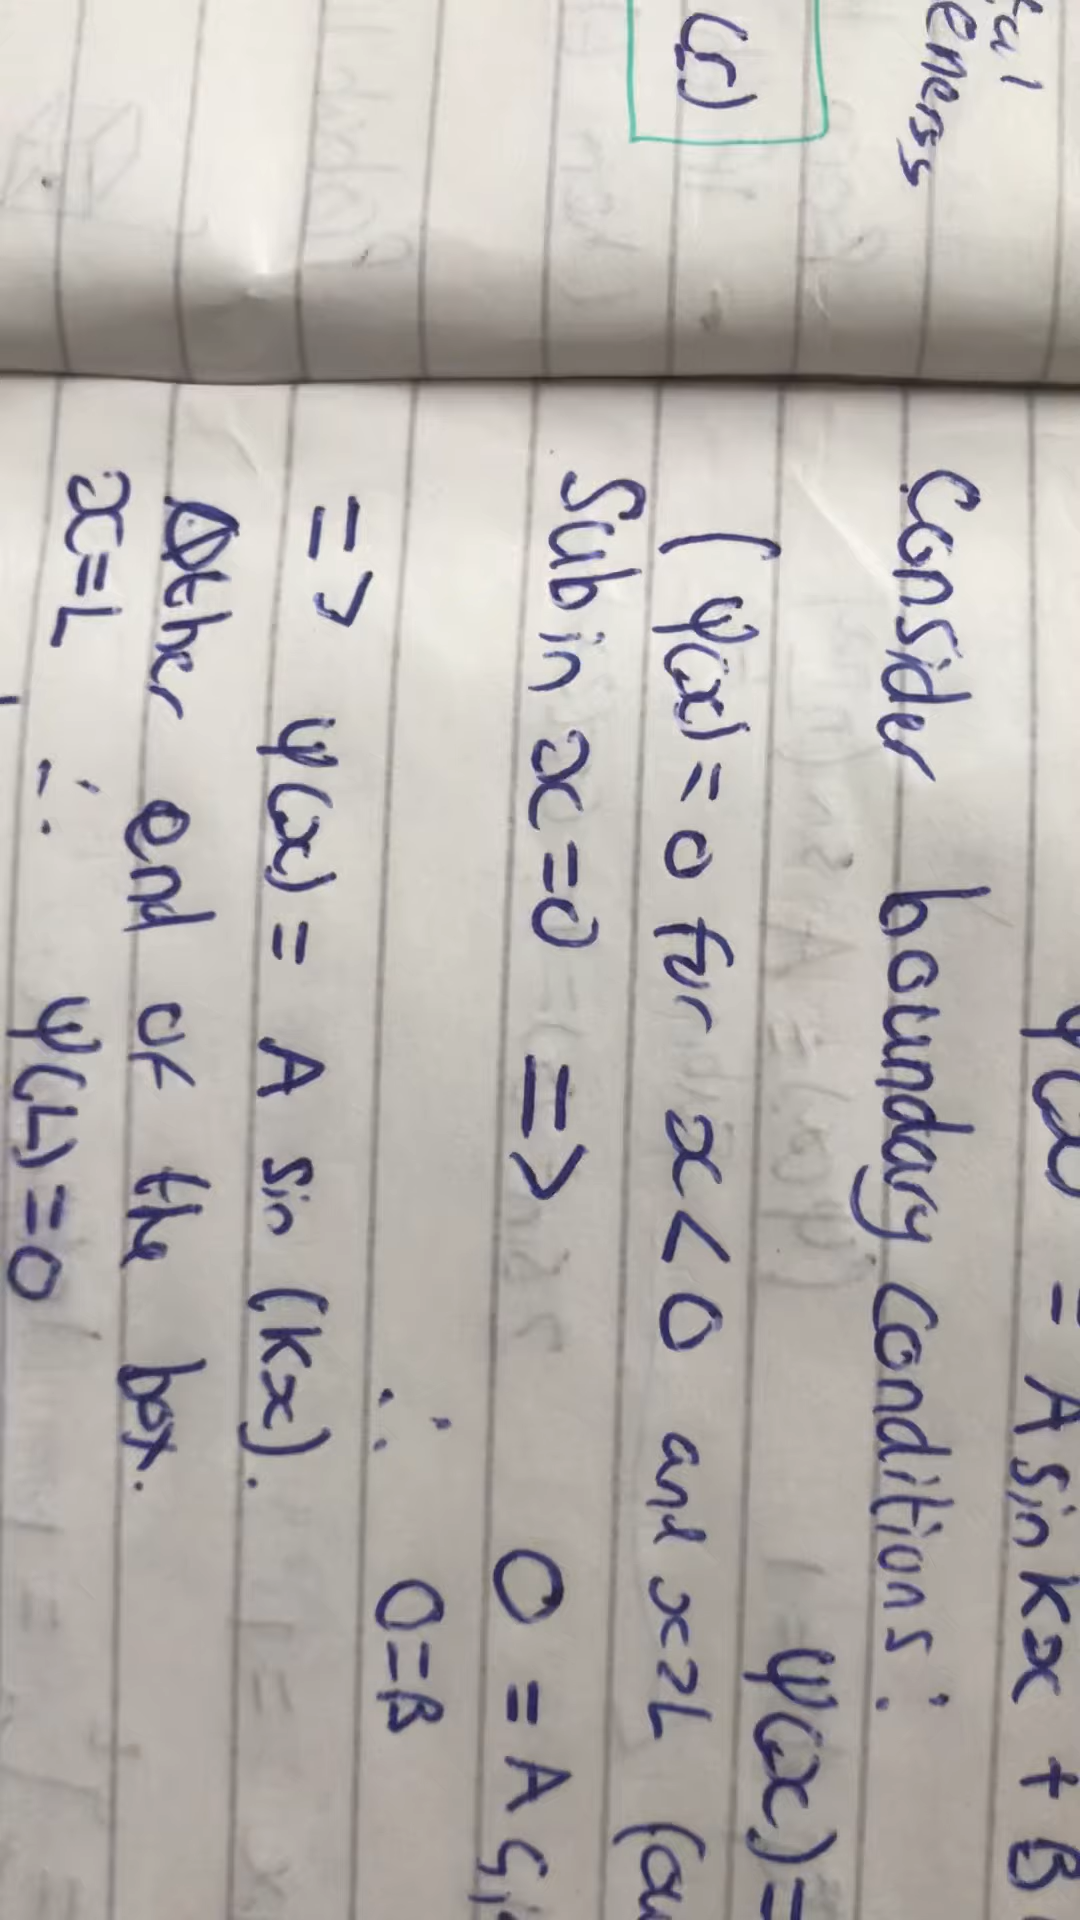 eness
(r)
ψ(x) = A sin kx + B
Consider boundary conditions:
ψ(x) =
( ψ(x) = 0 for x < 0 and x > L
Sub in x = 0 => 0 = A
∴ 0 = B
=> ψ(x) = A sin (kx).
Other end of the box.
x = L ∴ ψ(L) = 0